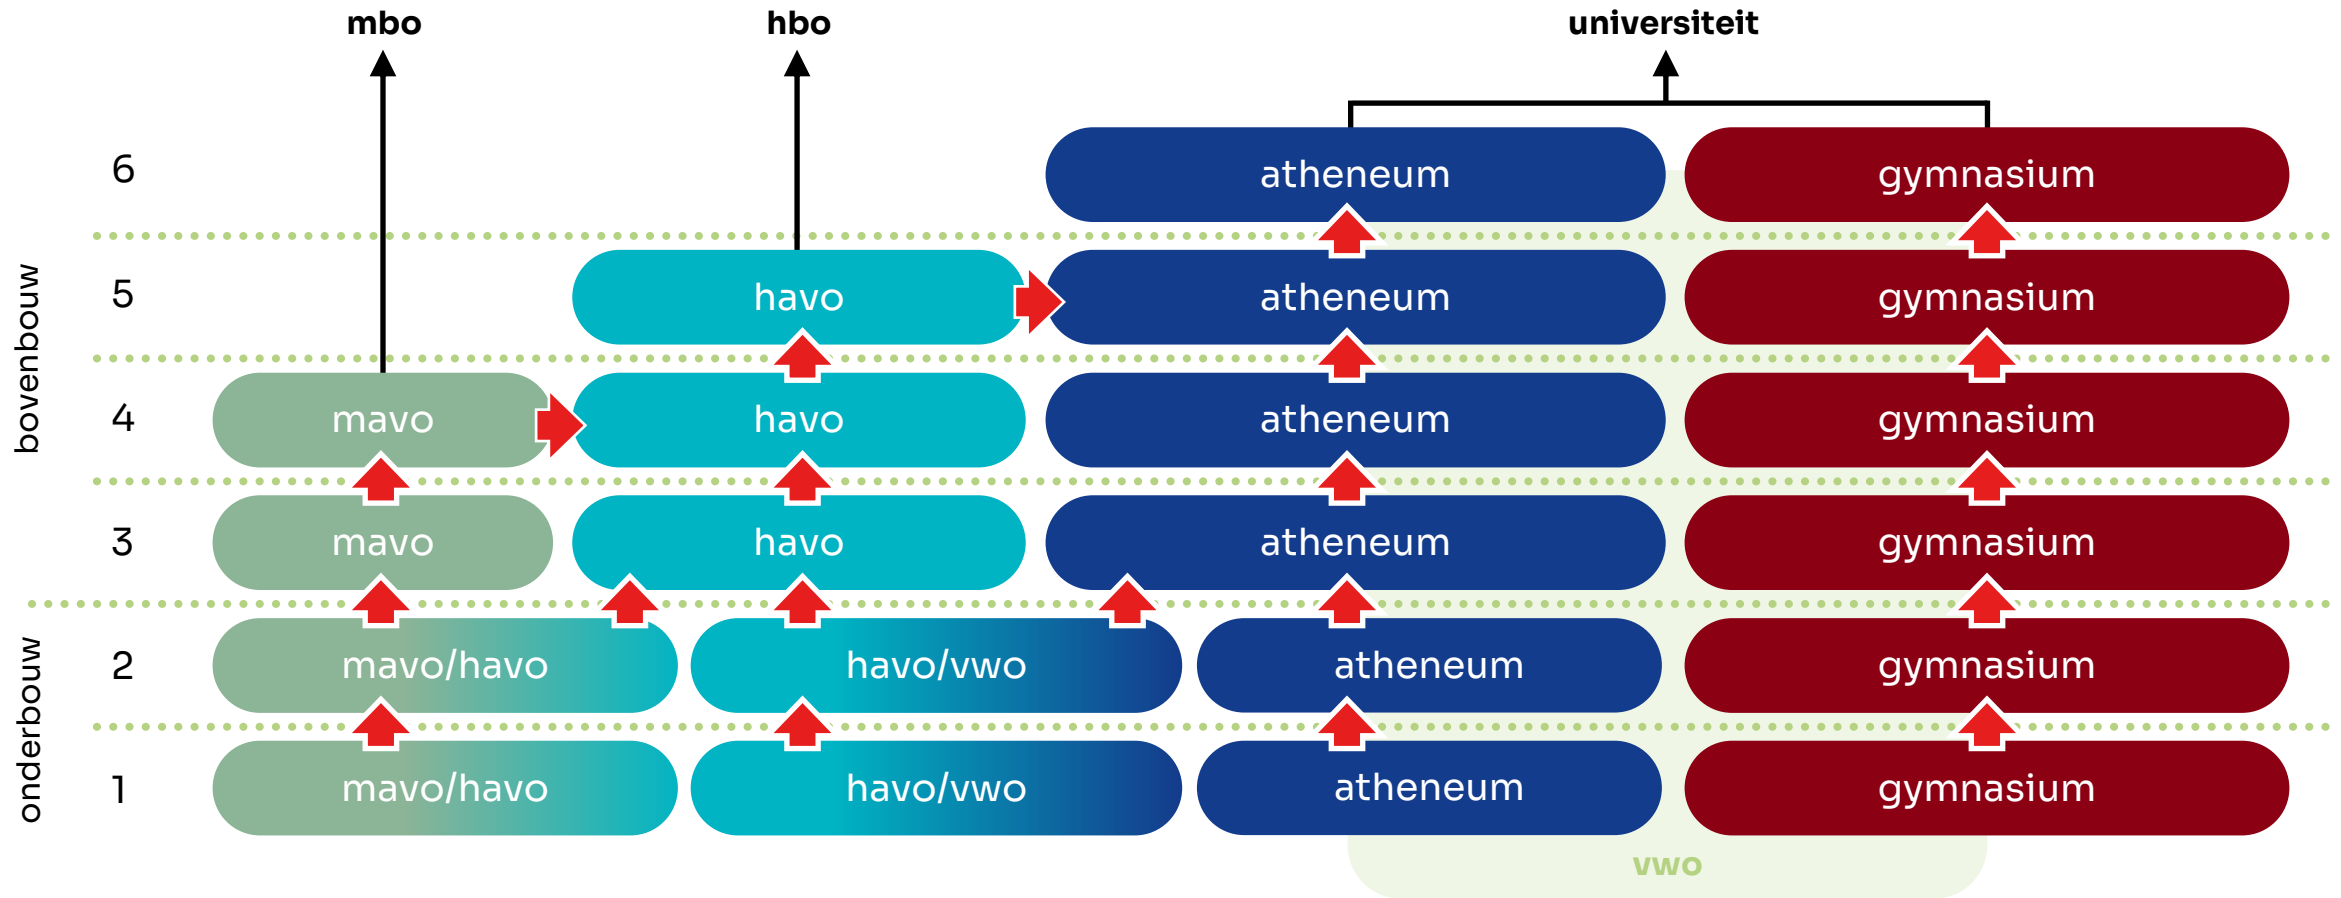 mbo
hbo
universiteit
6
atheneum
gymnasium
bovenbouw
5
havo
atheneum
gymnasium
4
mavo
havo
atheneum
gymnasium
3
mavo
havo
atheneum
gymnasium
onderbouw
2
mavo/havo
havo/vwo
atheneum
gymnasium
1
mavo/havo
havo/vwo
atheneum
gymnasium
vwo